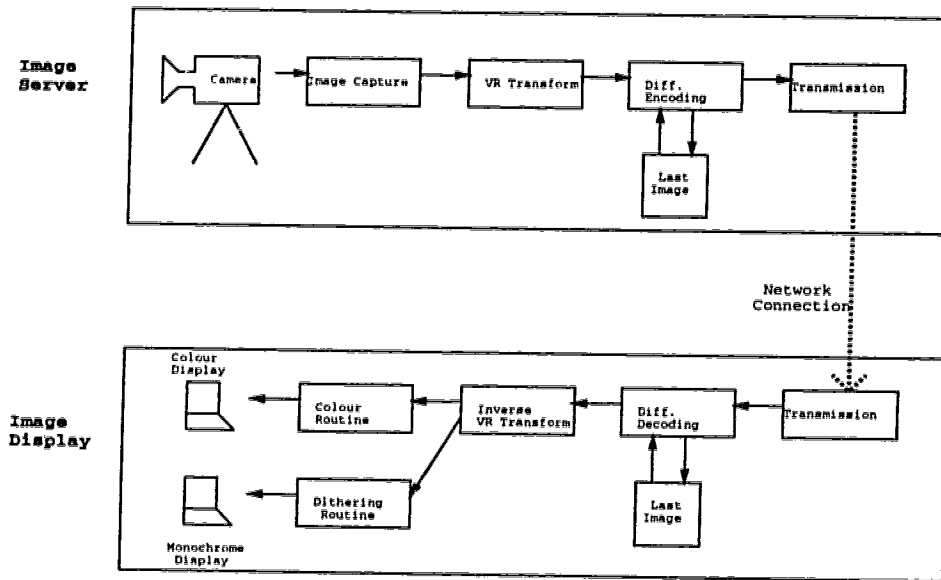 Image
Server
Camera
Image Capture
VR Transform
Diff.
Encoding
Transmission
Last
Image
Network
Connection
Image
Display
Colour
Display
Colour
Routine
Inverse
VR Transform
Diff.
Decoding
Transmission
Dithering
Routine
Last
Image
Monochrome
Display